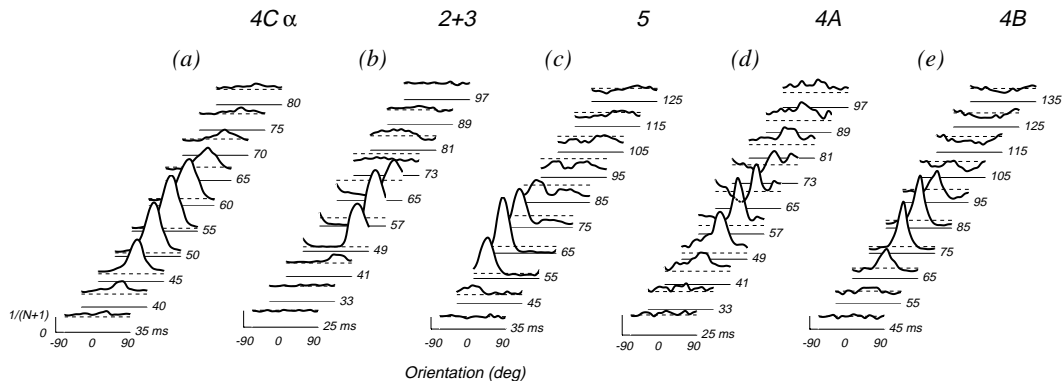 4C α 2+3 5 4A 4B
(a) (b) (c) (d) (e)
80 97 125 97 135
75 89 115 89 125
70 81 105 81 115
65 73 95 73 105
60 65 85 65 95
55 57 75 57 85
50 49 65 49 75
45 41 55 41 65
40 33 45 33 55
1/(N+1)
0 35 ms 25 ms 35 ms 25 ms 45 ms
-90 0 90 -90 0 90 -90 0 90 -90 0 90 -90 0 90
Orientation (deg)